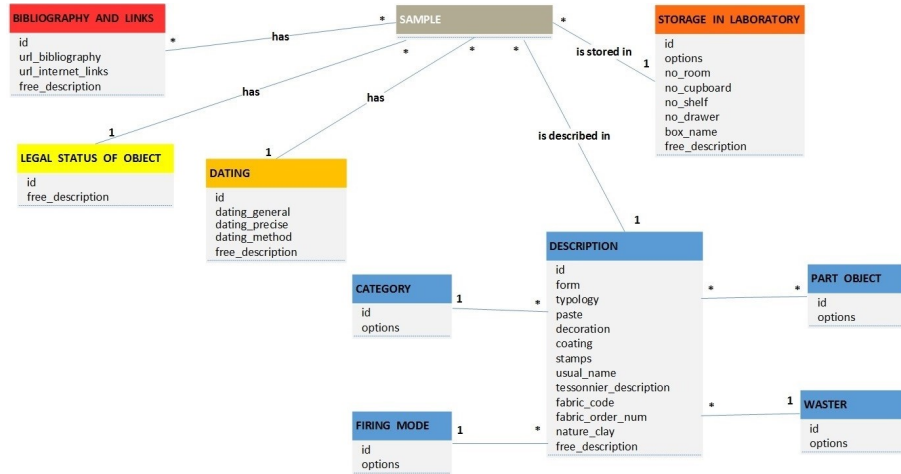 BIBLIOGRAPHY AND LINKS
id
url_bibliography
url_internet_links
free_description
*
has
*
SAMPLE
*
*
*
*
is stored in
1
STORAGE IN LABORATORY
id
options
no_room
no_cupboard
no_shelf
no_drawer
box_name
free_description
has
1
LEGAL STATUS OF OBJECT
id
free_description
has
1
DATING
id
dating_general
dating_precise
dating_method
free_description
is described in
1
DESCRIPTION
id
form
typology
paste
decoration
coating
stamps
usual_name
tessonnier_description
fabric_code
fabric_order_num
nature_clay
free_description
CATEGORY
id
options
1
*
PART OBJECT
id
options
*
*
FIRING MODE
id
options
1
*
WASTER
id
options
*
1